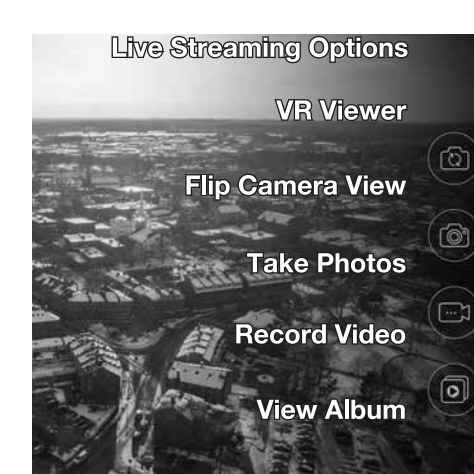 Live Streaming Options
VR Viewer
Flip Camera View
Take Photos
Record Video
View Album